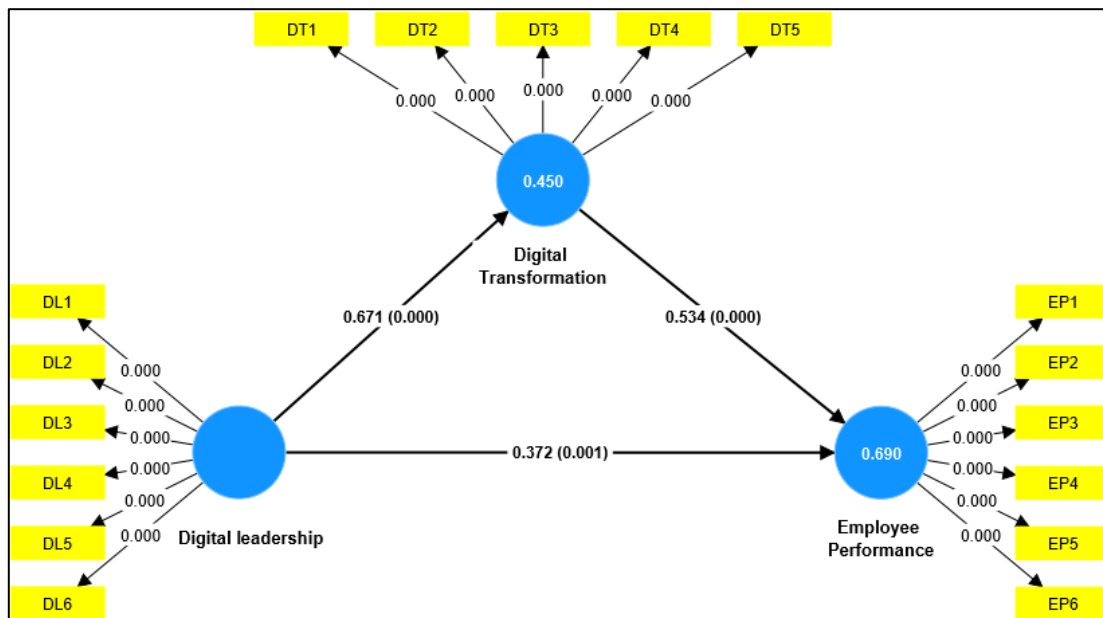 DT1
DT2
DT3
DT4
DT5
0.000
0.000
0.000
0.000
0.000
0.450
Digital
Transformation
0.671 (0.000)
0.534 (0.000)
DL1
DL2
DL3
DL4
DL5
DL6
0.000
0.000
0.000
0.000
0.000
0.000
Digital leadership
0.372 (0.001)
0.690
Employee
Performance
0.000
0.000
0.000
0.000
0.000
0.000
EP1
EP2
EP3
EP4
EP5
EP6